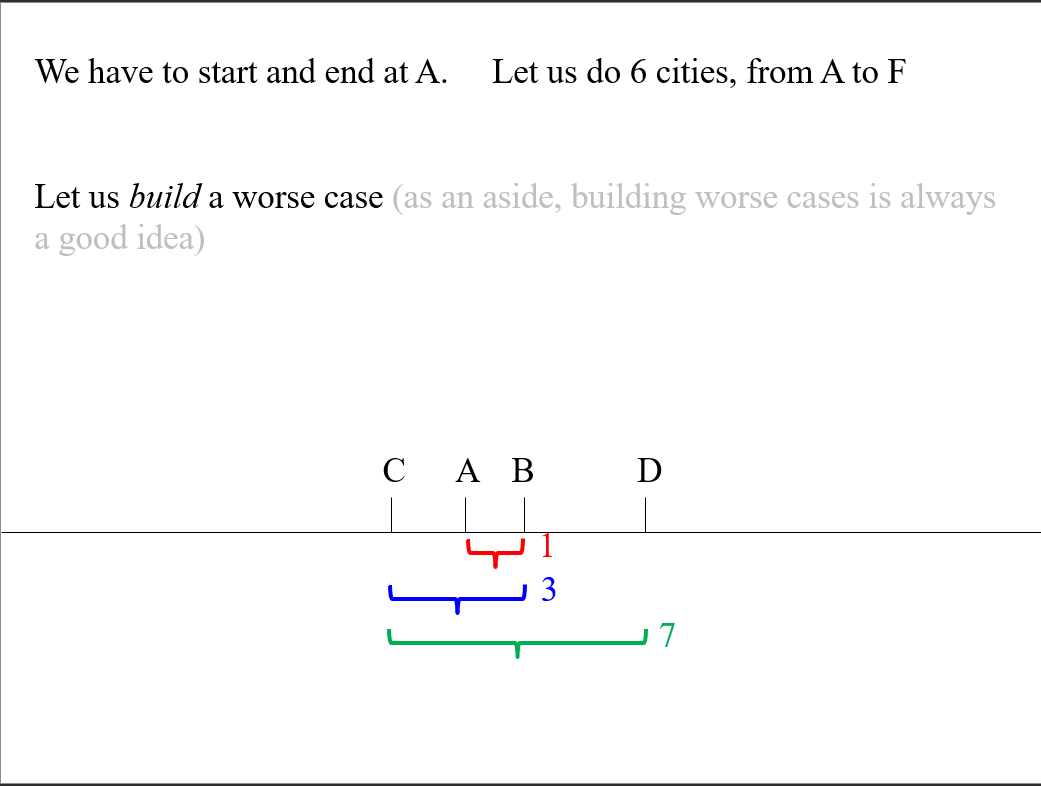 We have to start and end at A. Let us do 6 cities, from A to F
Let us build a worse case (as an aside, building worse cases is always
a good idea)
C A B D
1
3
7